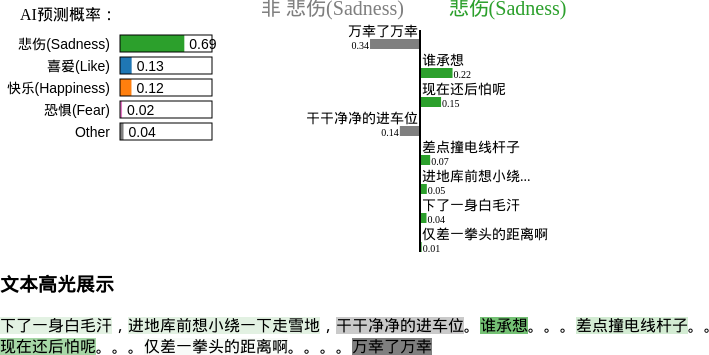 AI预测概率：
悲伤(Sadness) 0.69
喜爱(Like) 0.13
快乐(Happiness) 0.12
恐惧(Fear) 0.02
Other 0.04
非 悲伤(Sadness) 悲伤(Sadness)
万幸了万幸
0.34
谁承想
0.22
现在还后怕呢
0.15
干干净净的进车位
0.14
差点撞电线杆子
0.07
进地库前想小绕...
0.05
下了一身白毛汗
0.04
仅差一拳头的距离啊
0.01
文本高光展示
下了一身白毛汗，进地库前想小绕一下走雪地，干干净净的进车位。谁承想。。。差点撞电线杆子。。
现在还后怕呢。。。仅差一拳头的距离啊。。。。万幸了万幸